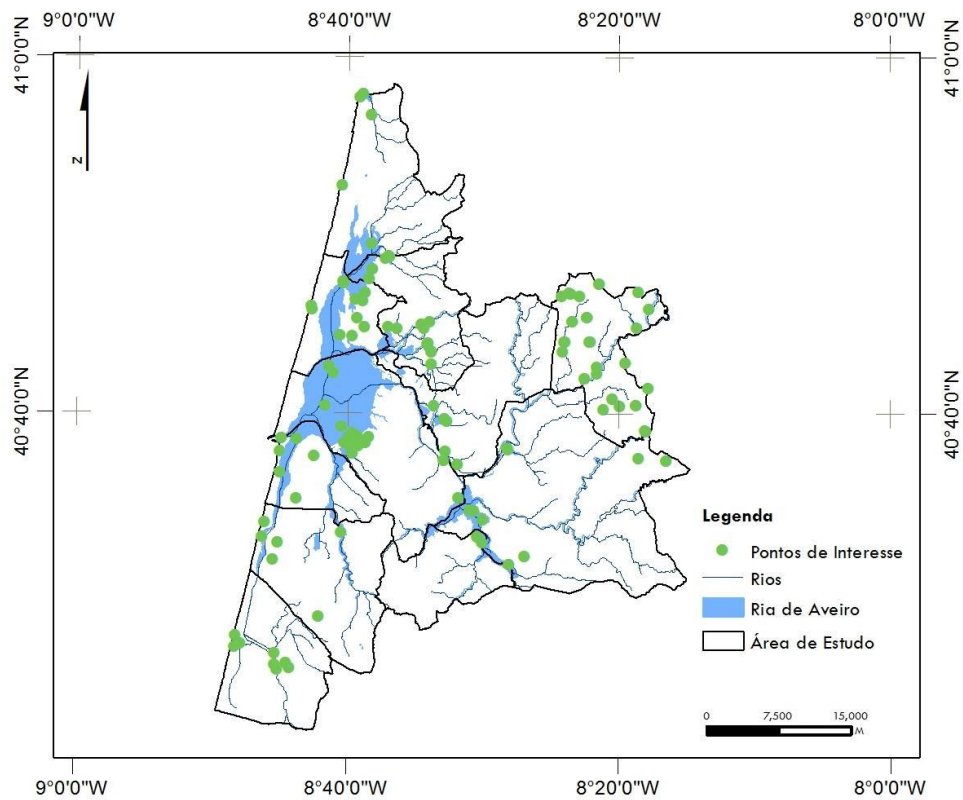 9°0'0"W 8°40'0"W 8°20'0"W 8°0'0"W
41°0'0"N
41°0'0"N
z
40°40'0"N
40°40'0"N
Legenda
Pontos de Interesse
Rios
Ria de Aveiro
Área de Estudo
0 7,500 15,000
M
9°0'0"W 8°40'0"W 8°20'0"W 8°0'0"W